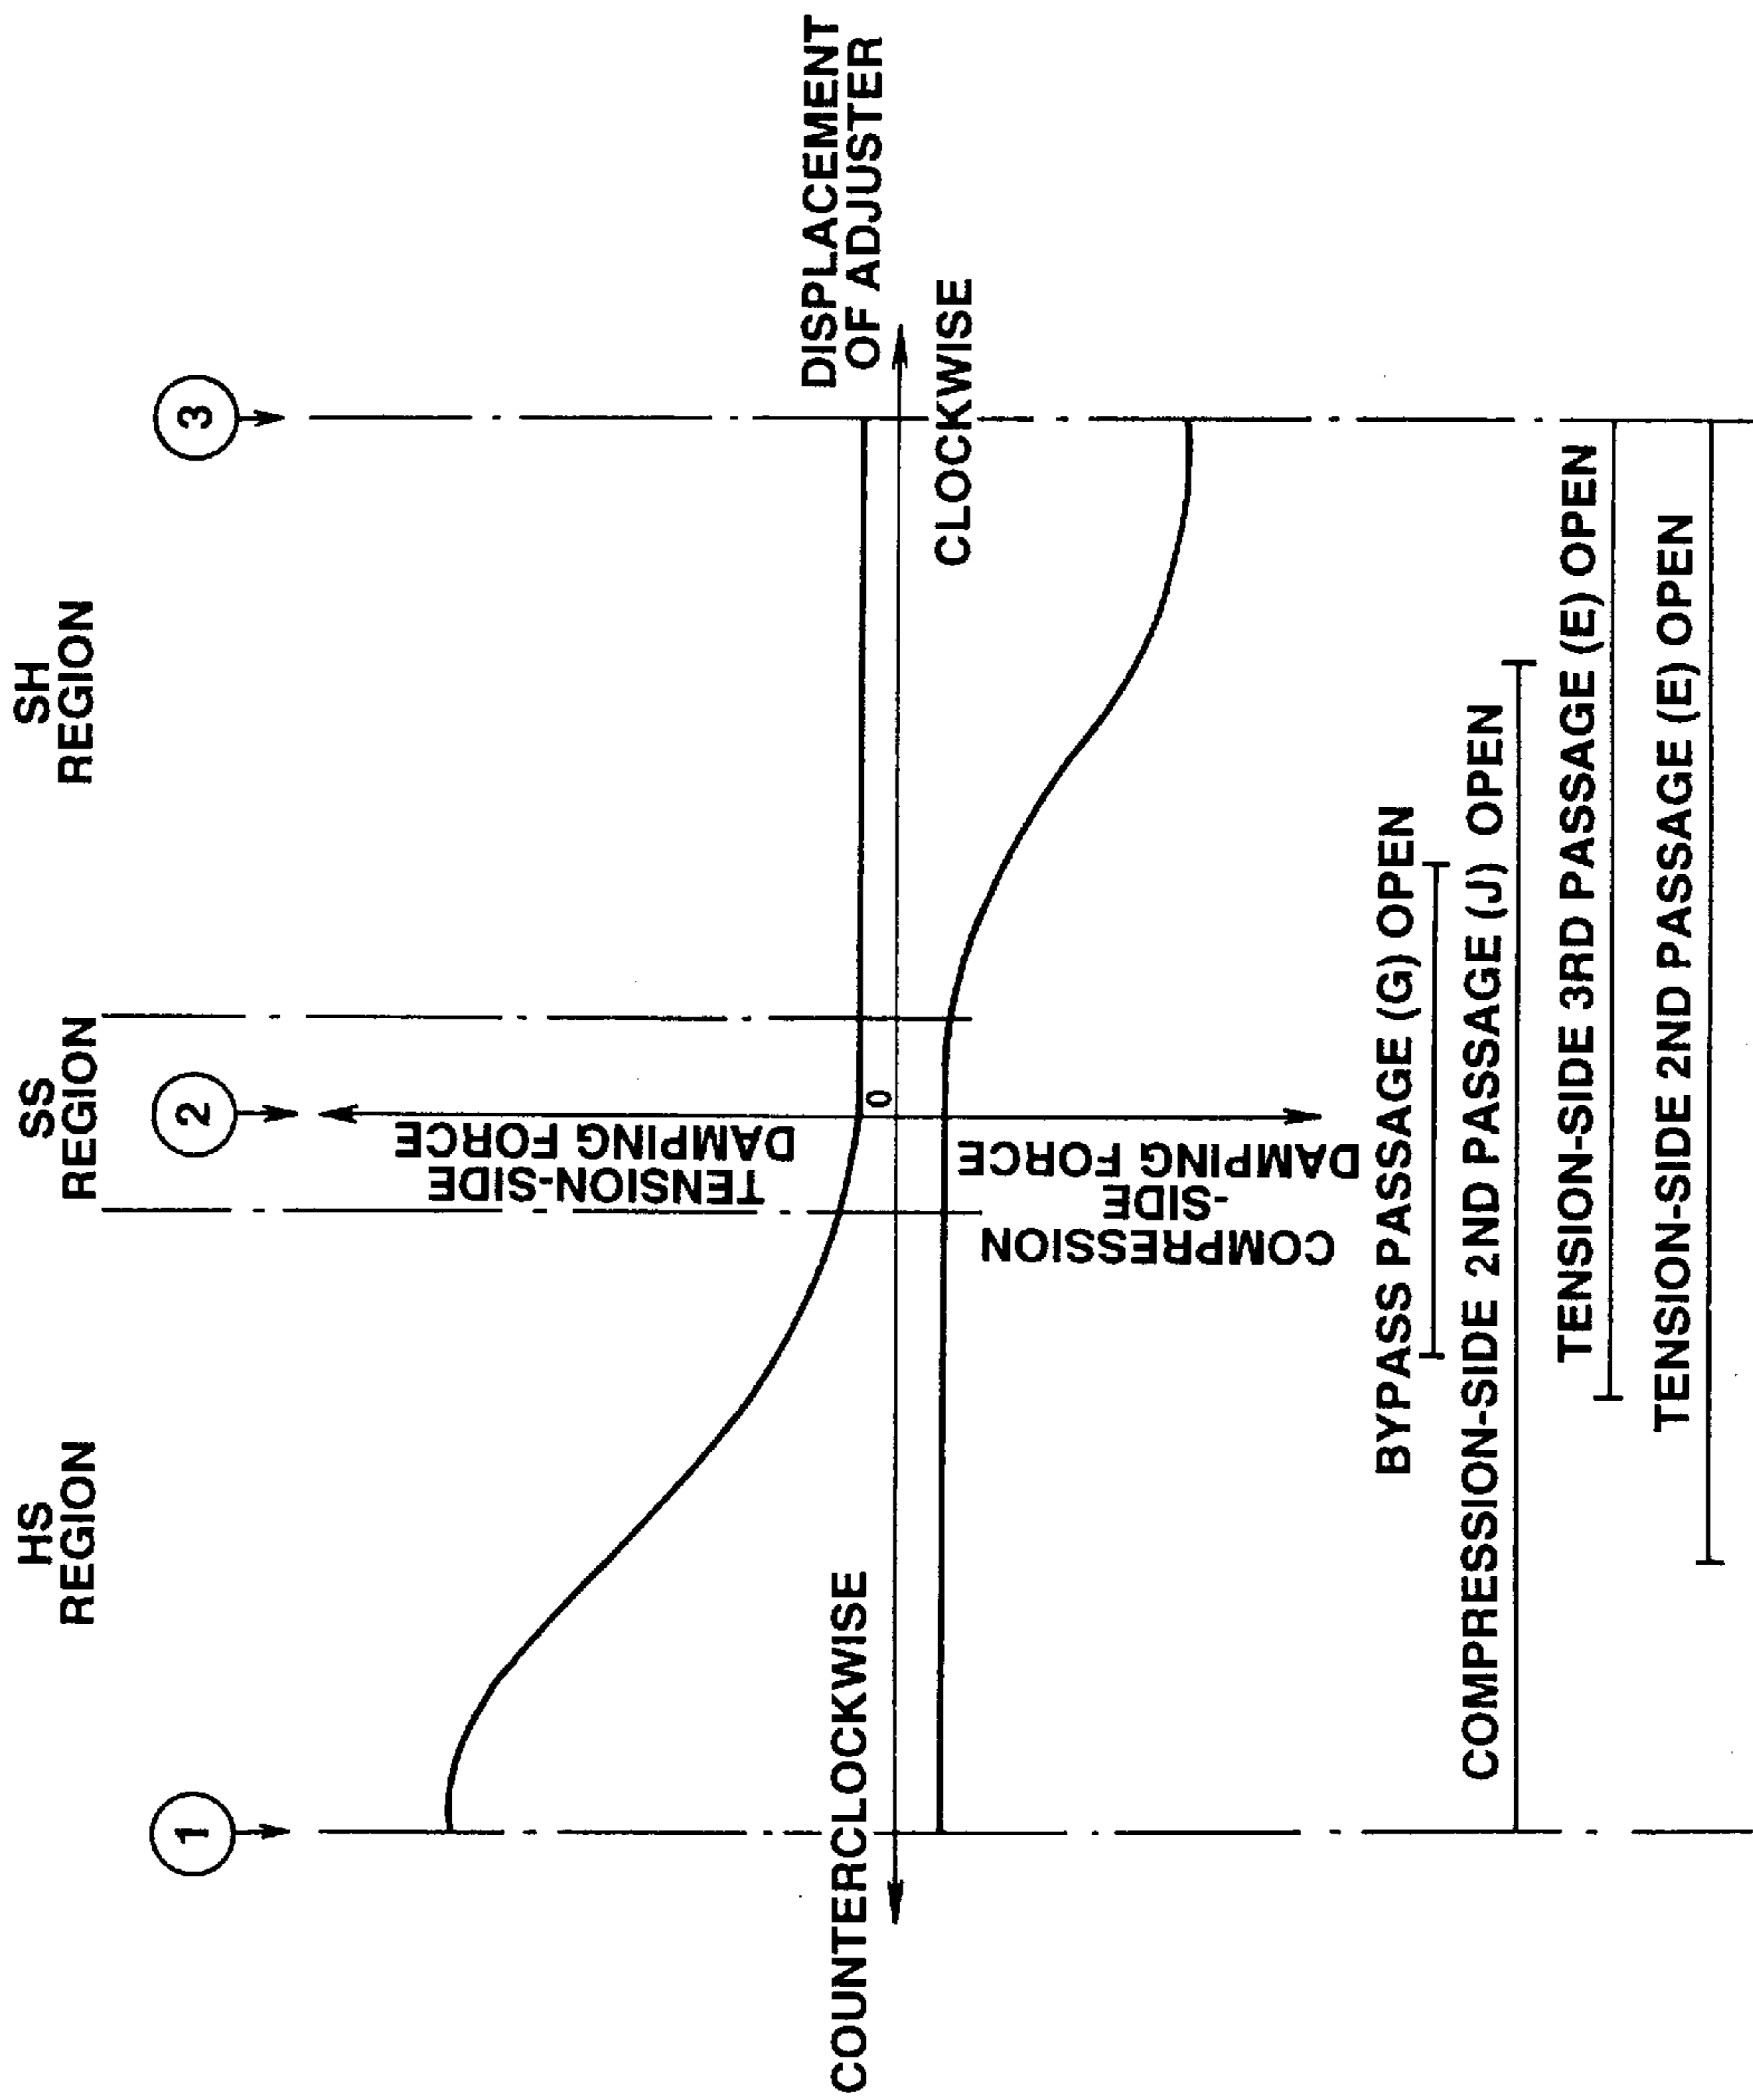 HS
REGION
SS
REGION
SH
REGION
1
2
3
TENSION-SIDE
DAMPING FORCE
DISPLACEMENT
OF ADJUSTER
COUNTERCLOCKWISE
0
CLOCKWISE
COMPRESSION
-SIDE
DAMPING FORCE
BYPASS PASSAGE (G) OPEN
COMPRESSION-SIDE 2ND PASSAGE (J) OPEN
TENSION-SIDE 3RD PASSAGE (E) OPEN
TENSION-SIDE 2ND PASSAGE (E) OPEN